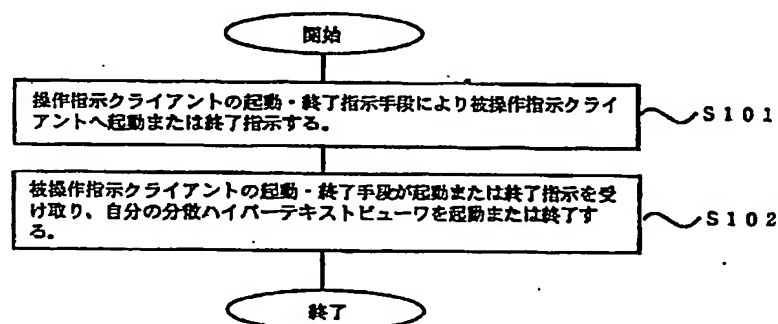 開始
操作指示クライアントの起動・終了指示手段により被操作指示クライ
アントへ起動または終了指示する。
S101
被操作指示クライアントの起動・終了手段が起動または終了指示を受
け取り、自分の分散ハイパーテキストビューワを起動または終了す
る。
S102
終了